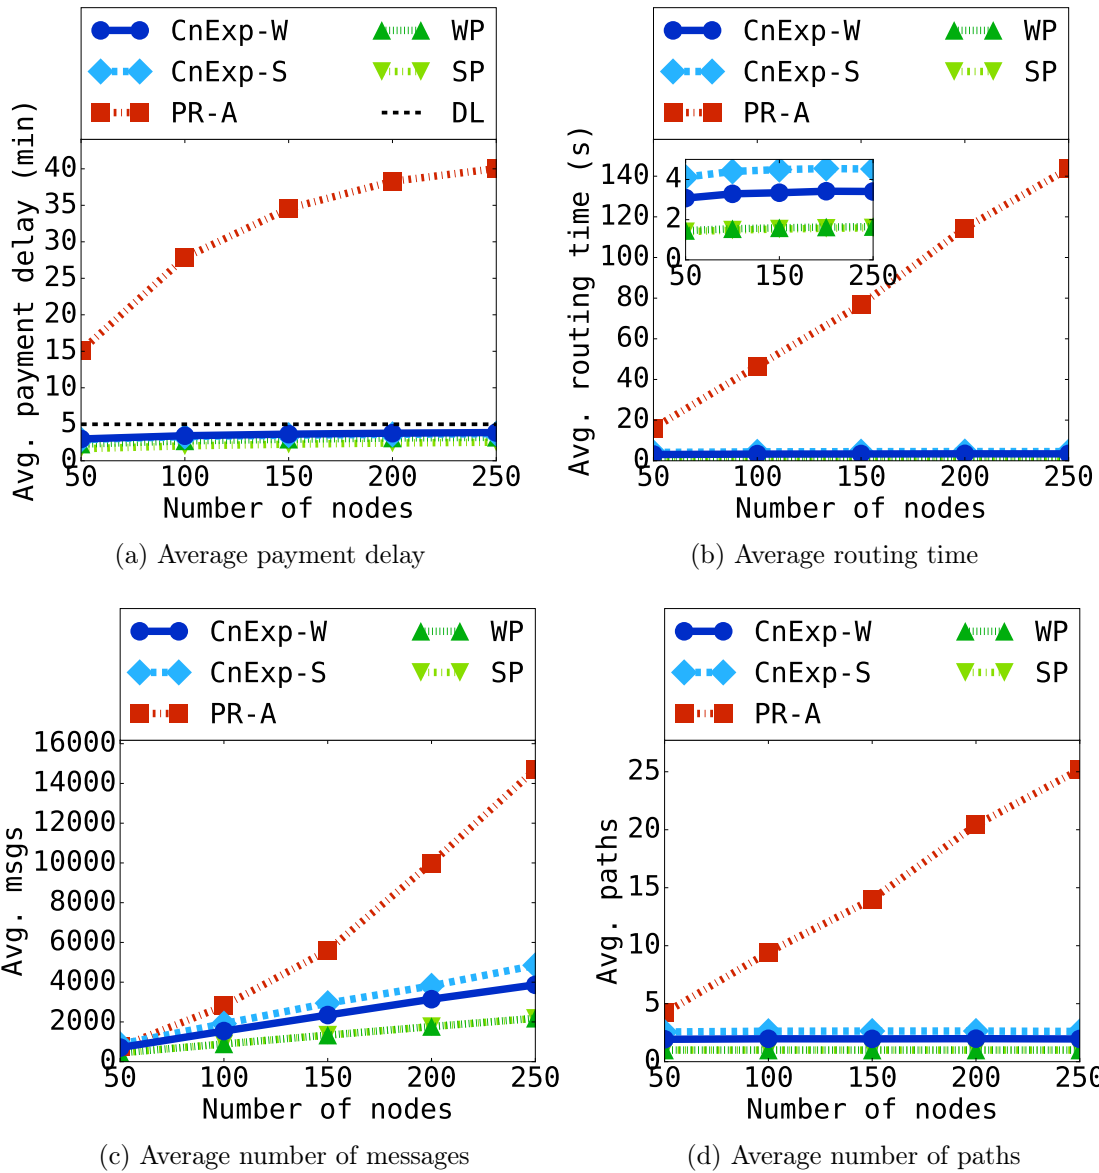 CnExp-W WP
CnExp-S SP
PR-A DL
Avg. payment delay (min)
40
35
30
25
20
15
10
5
0
50 100 150 200 250
Number of nodes
(a) Average payment delay
CnExp-W WP
CnExp-S SP
PR-A
Avg. routing time (s)
140
120
100
80
60
40
20
0
4
2
0
50 150 250
50 100 150 200 250
Number of nodes
(b) Average routing time
CnExp-W WP
CnExp-S SP
PR-A
Avg. msgs
16000
14000
12000
10000
8000
6000
4000
2000
0
50 100 150 200 250
Number of nodes
(c) Average number of messages
CnExp-W WP
CnExp-S SP
PR-A
Avg. paths
25
20
15
10
5
0
50 100 150 200 250
Number of nodes
(d) Average number of paths